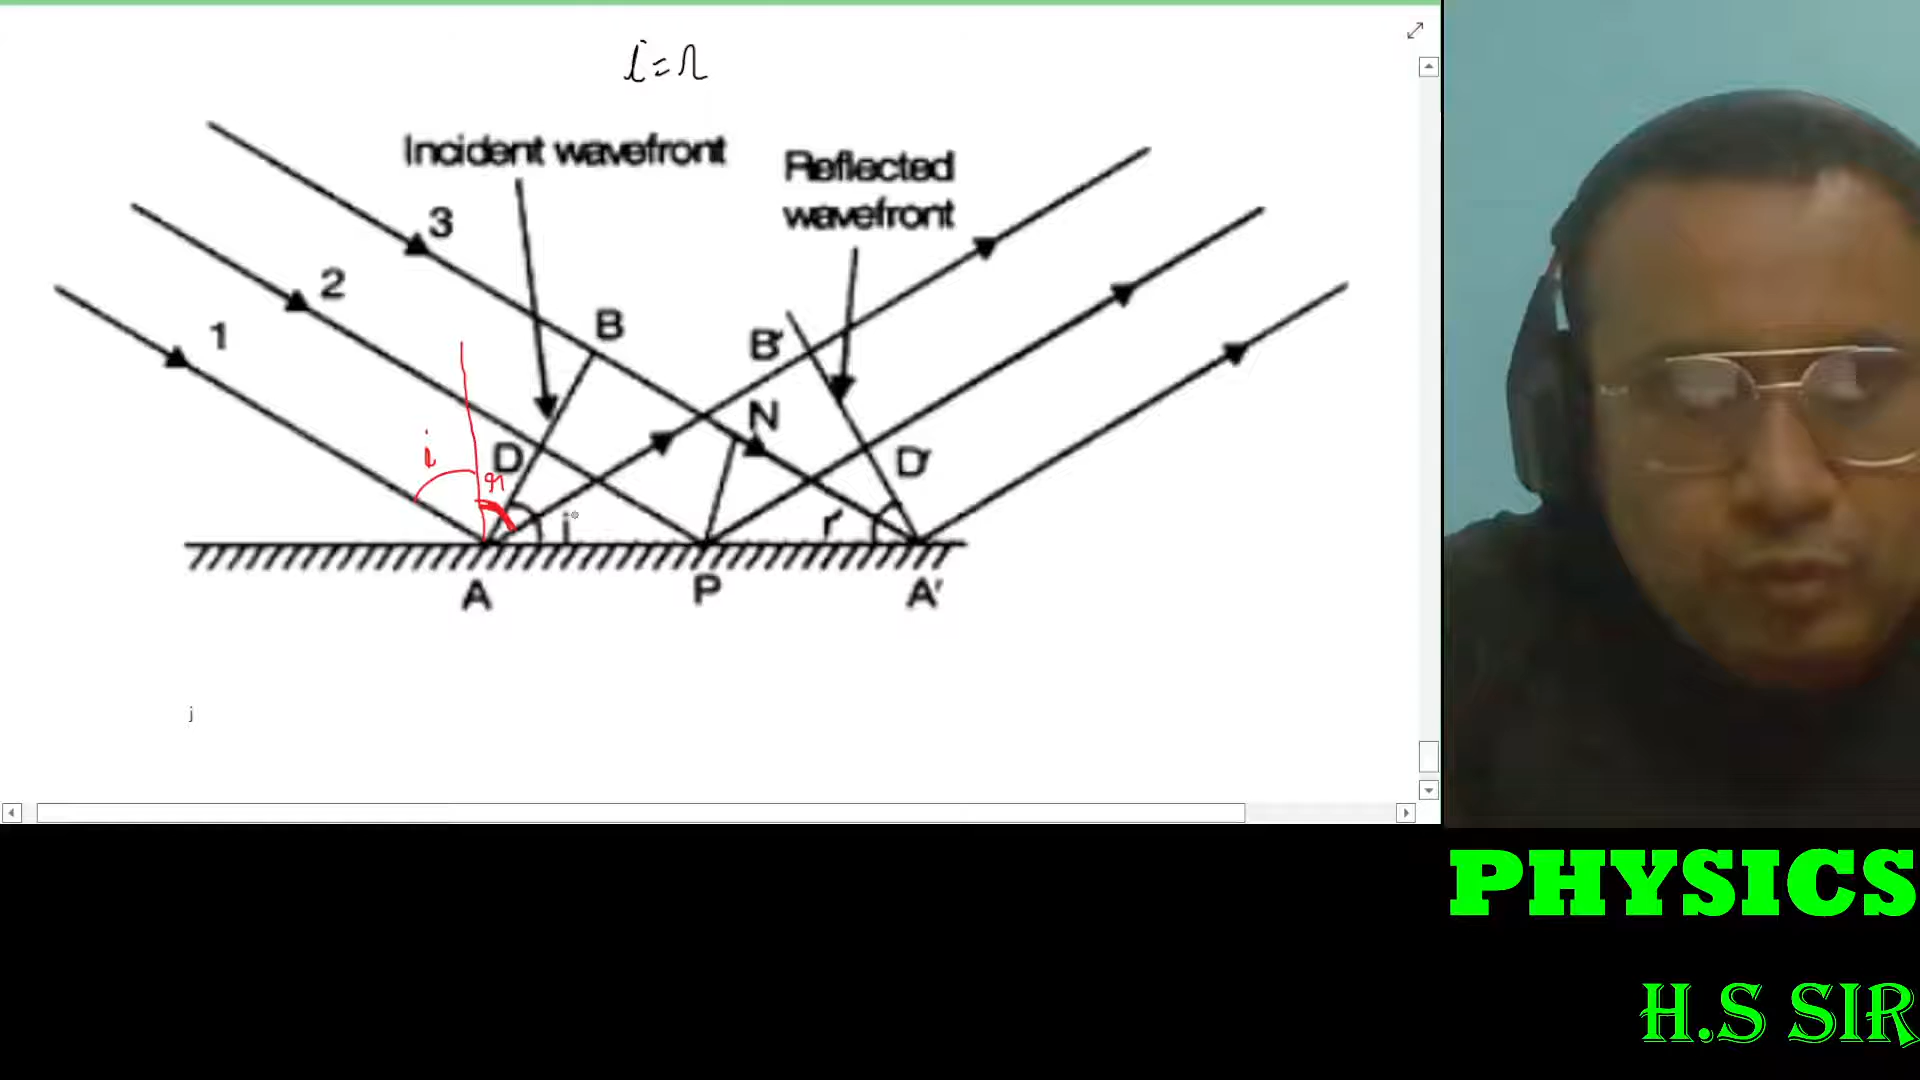 i=r
Incident wavefront
Reflected
wavefront
3
2
1
B
B'
N
D
D'
i
r
i
r'
A
P
A'
j
PHYSICS
H.S SIR